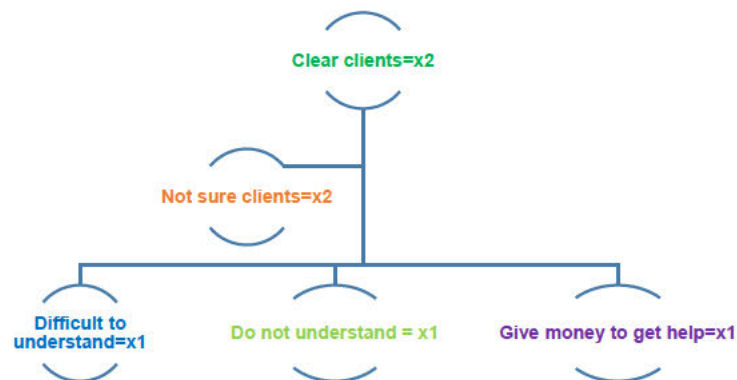 Clear clients=x2
Not sure clients=x2
Difficult to
understand=x1
Do not understand = x1
Give money to get help=x1